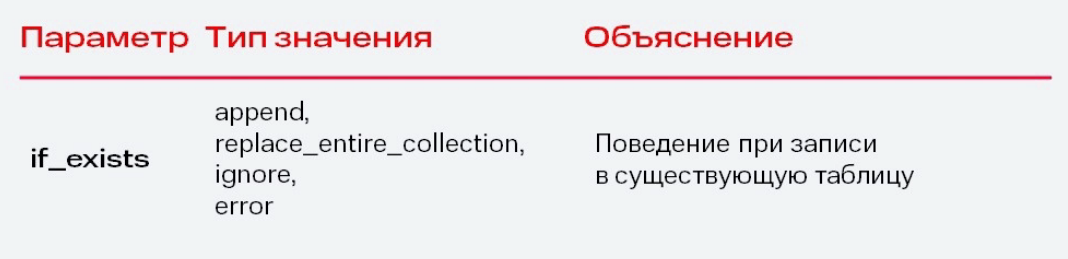 Параметр Тип значения Объяснение
append,
replace_entire_collection,
if_exists
ignore,
error
Поведение при записи
в существующую таблицу